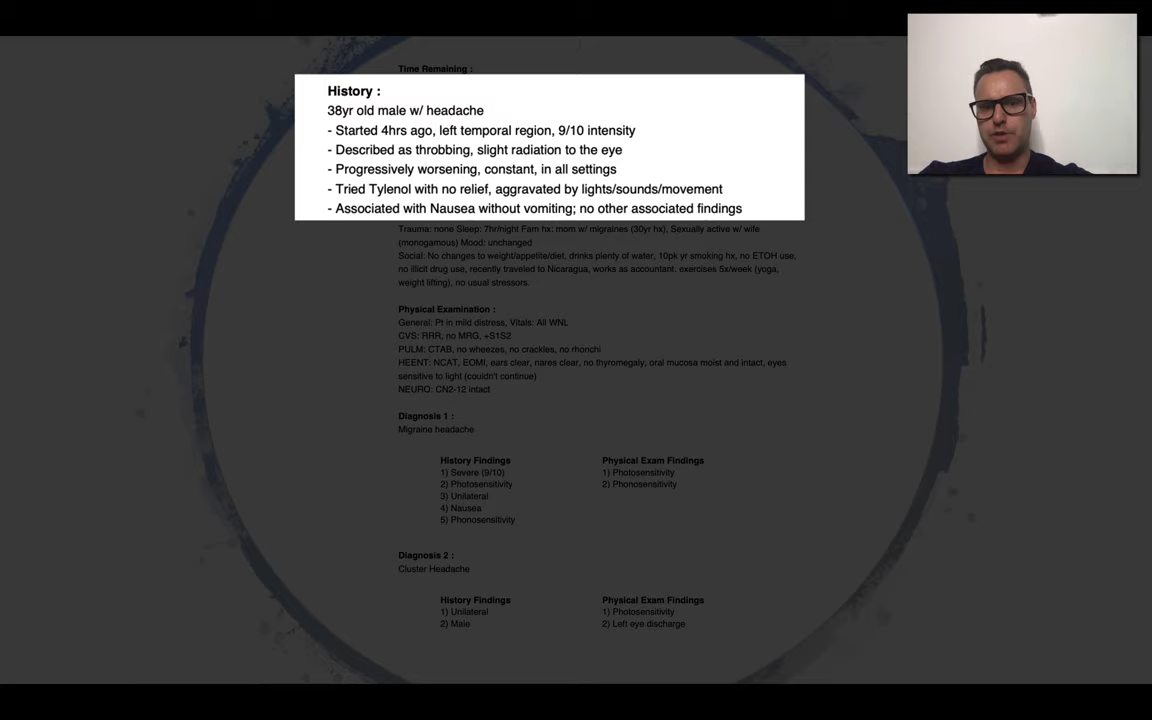 Time Remaining :
History :
38yr old male w/ headache
- Started 4hrs ago, left temporal region, 9/10 intensity
- Described as throbbing, slight radiation to the eye
- Progressively worsening, constant, in all settings
- Tried Tylenol with no relief, aggravated by lights/sounds/movement
- Associated with Nausea without vomiting; no other associated findings
Trauma: none Sleep: 7hr/night Fam hx: mom w/ migraines (30yr hx), Sexually active w/ wife
(monogamous) Mood: unchanged
Social: No changes to weight/appetite/diet, drinks plenty of water, 10pk yr smoking hx, no ETOH use,
no illicit drug use, recently traveled to Nicaragua, works as accountant. exercises 5x/week (yoga,
weight lifting), no usual stressors.
Physical Examination :
General: Pt in mild distress, Vitals: All WNL
CVS: RRR, no MRG, +S1S2
PULM: CTAB, no wheezes, no crackles, no rhonchi
HEENT: NCAT, EOMI, ears clear, nares clear, no thyromegaly, oral mucosa moist and intact, eyes
sensitive to light (couldn't continue)
NEURO: CN2-12 intact
Diagnosis 1 :
Migraine headache
History Findings
1) Severe (9/10)
2) Photosensitivity
3) Unilateral
4) Nausea
5) Phonosensitivity
Physical Exam Findings
1) Photosensitivity
2) Phonosensitivity
Diagnosis 2 :
Cluster Headache
History Findings
1) Unilateral
2) Male
Physical Exam Findings
1) Photosensitivity
2) Left eye discharge